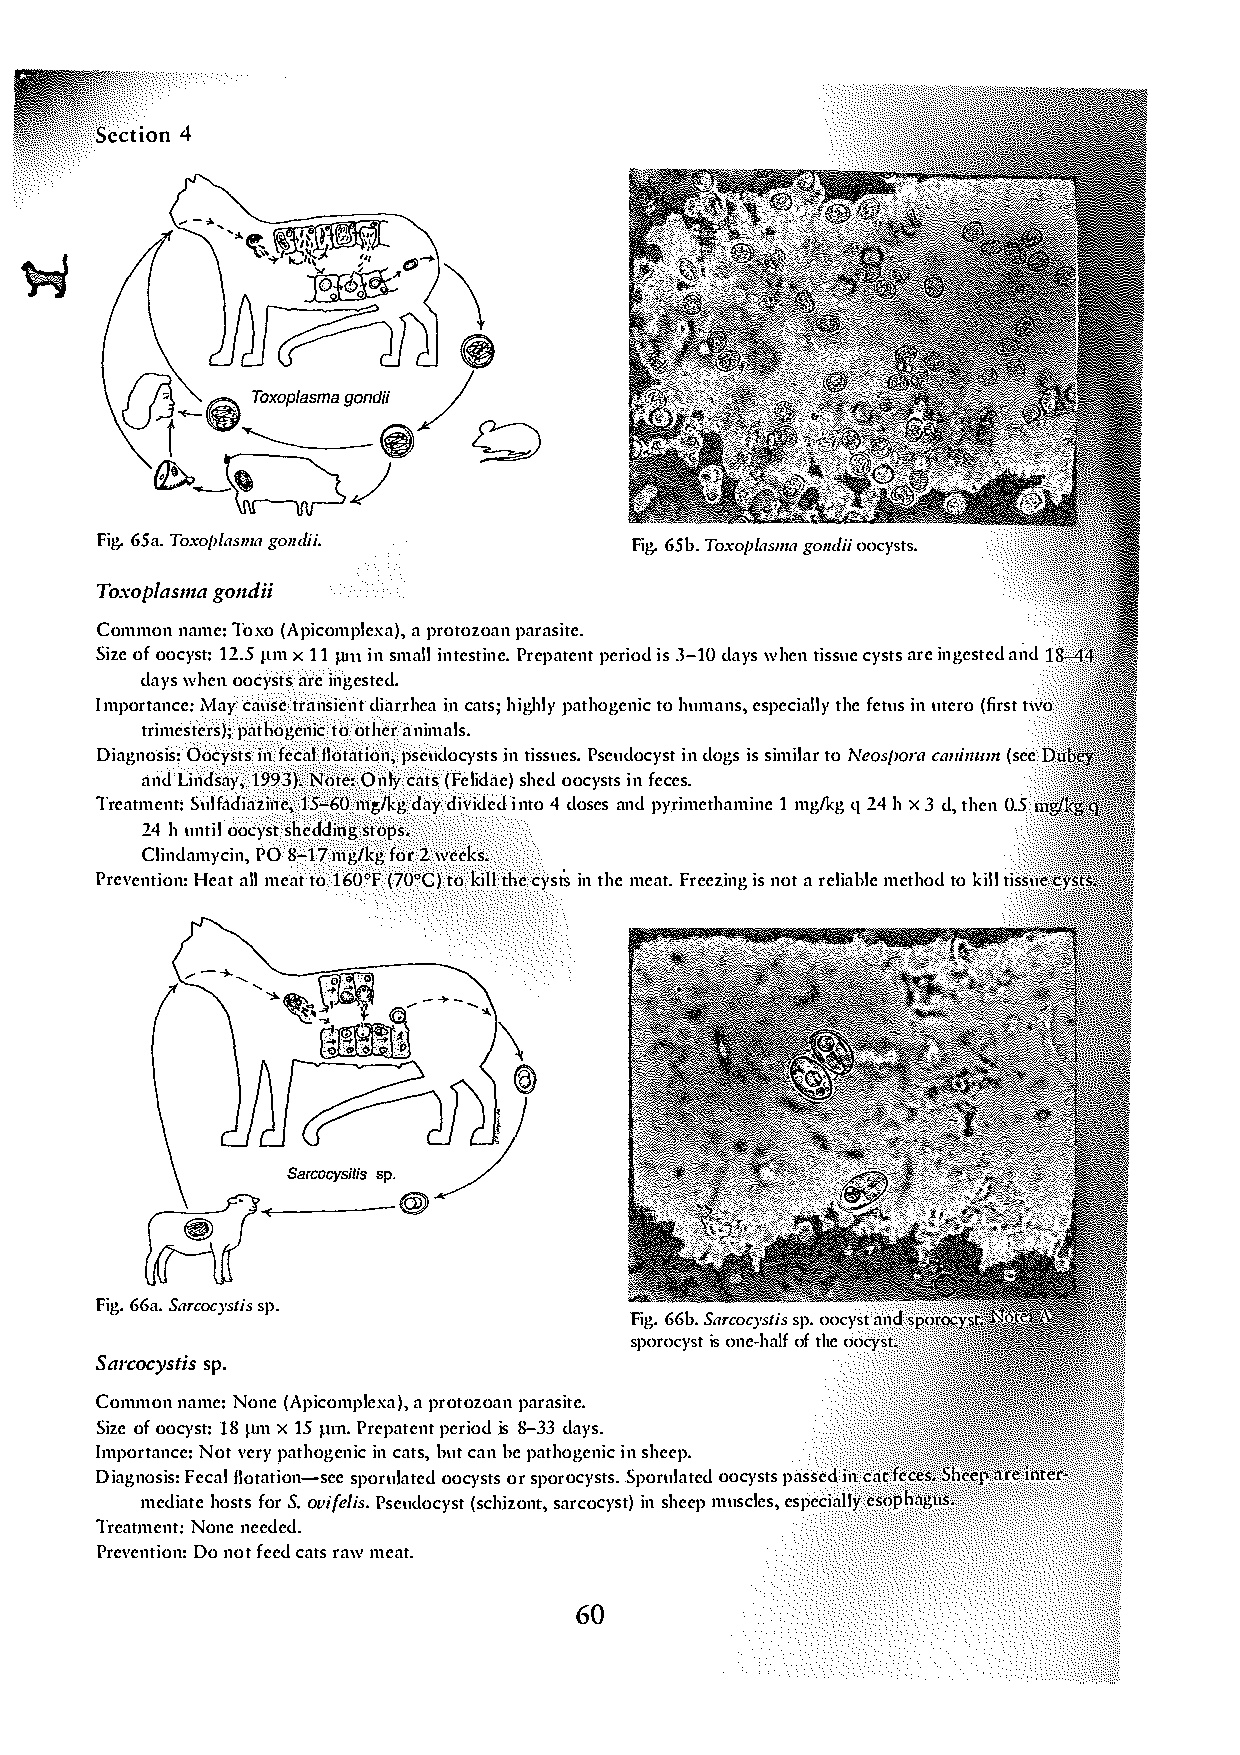 Section 4
Toxoplasma gondii
Fig. 65a. Toxoplasma gondii.
Fig. 65b. Toxoplasma gondii oocysts.
Toxoplasma gondii
Common name: Toxo (Apicomplexa), a protozoan parasite.
Size of oocyst: 12.5 µm × 11 µm in small intestine. Prepatent period is 3–10 days when tissue cysts are ingested and 18–44
days when oocysts are ingested.
Importance: May cause transient diarrhea in cats; highly pathogenic to humans, especially the fetus in utero (first two
trimesters); pathogenic to other animals.
Diagnosis: Oocysts in fecal flotation, pseudocysts in tissues. Pseudocyst in dogs is similar to Neospora caninum (see Dubey
and Lindsay, 1993). Note: Only cats (Felidae) shed oocysts in feces.
Treatment: Sulfadiazine, 15–60 mg/kg day divided into 4 doses and pyrimethamine 1 mg/kg q 24 h × 3 d, then 0.5 mg/kg q
24 h until oocyst shedding stops.
Clindamycin, PO 8–17 mg/kg for 2 weeks.
Prevention: Heat all meat to 160°F (70°C) to kill the cysts in the meat. Freezing is not a reliable method to kill tissue cysts.
Sarcocysitis sp.
Fig. 66a. Sarcocystis sp.
Fig. 66b. Sarcocystis sp. oocyst and sporocyst. Note: A
sporocyst is one-half of the oocyst.
Sarcocystis sp.
Common name: None (Apicomplexa), a protozoan parasite.
Size of oocyst: 18 µm × 15 µm. Prepatent period is 8–33 days.
Importance: Not very pathogenic in cats, but can be pathogenic in sheep.
Diagnosis: Fecal flotation—see sporulated oocysts or sporocysts. Sporulated oocysts passed in cat feces. Sheep are inter-
mediate hosts for S. ovifelis. Pseudocyst (schizont, sarcocyst) in sheep muscles, especially esophagus.
Treatment: None needed.
Prevention: Do not feed cats raw meat.
60